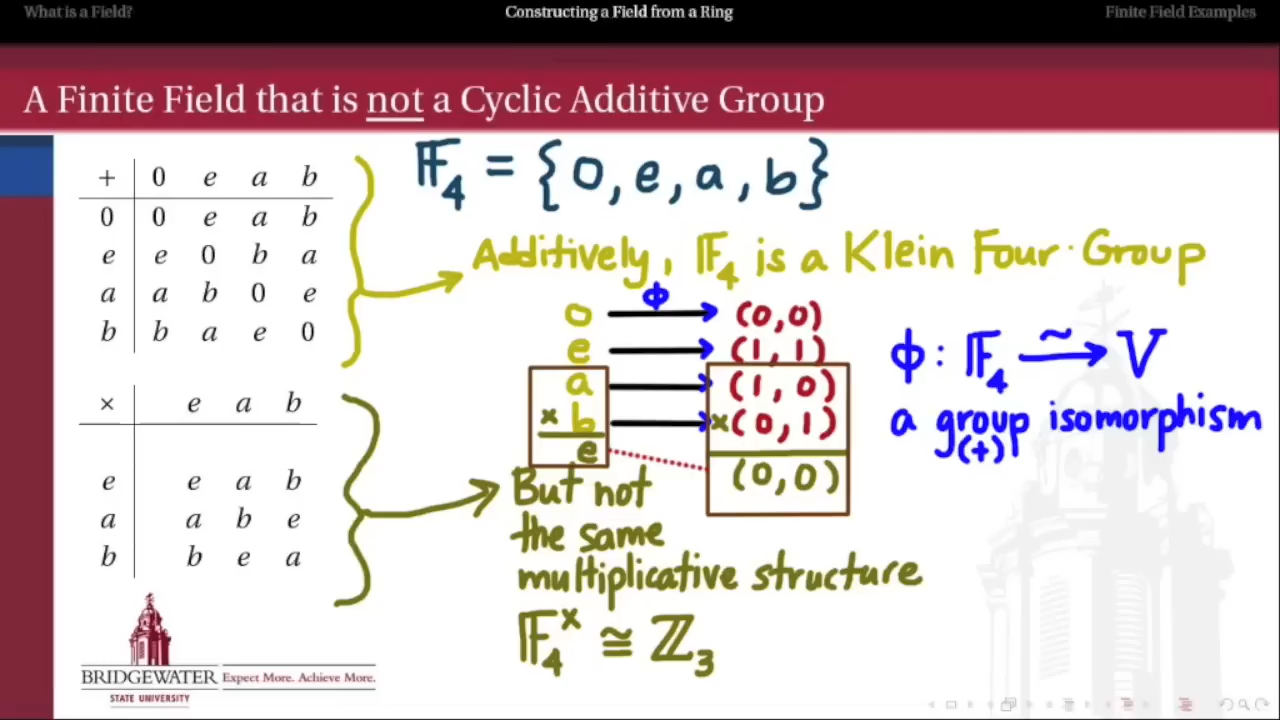 What is a Field?
Constructing a Field from a Ring
Finite Field Examples
A Finite Field that is not a Cyclic Additive Group
+ 0 e a b
0 0 e a b
e e 0 b a
a a b 0 e
b b a e 0
𝔽₄ = {0, e, a, b}
Additively, 𝔽₄ is a Klein Four-Group
ϕ
0 (0,0)
e (1,1)
a (1,0)
× b ×(0,1)
e (0,0)
ϕ : 𝔽₄ ⥲ V
a group isomorphism
(+)
× e a b
e e a b
a a b e
b b e a
But not
the same
multiplicative structure
𝔽₄ˣ ≅ ℤ₃
BRIDGEWATER
STATE UNIVERSITY
Expect More. Achieve More.